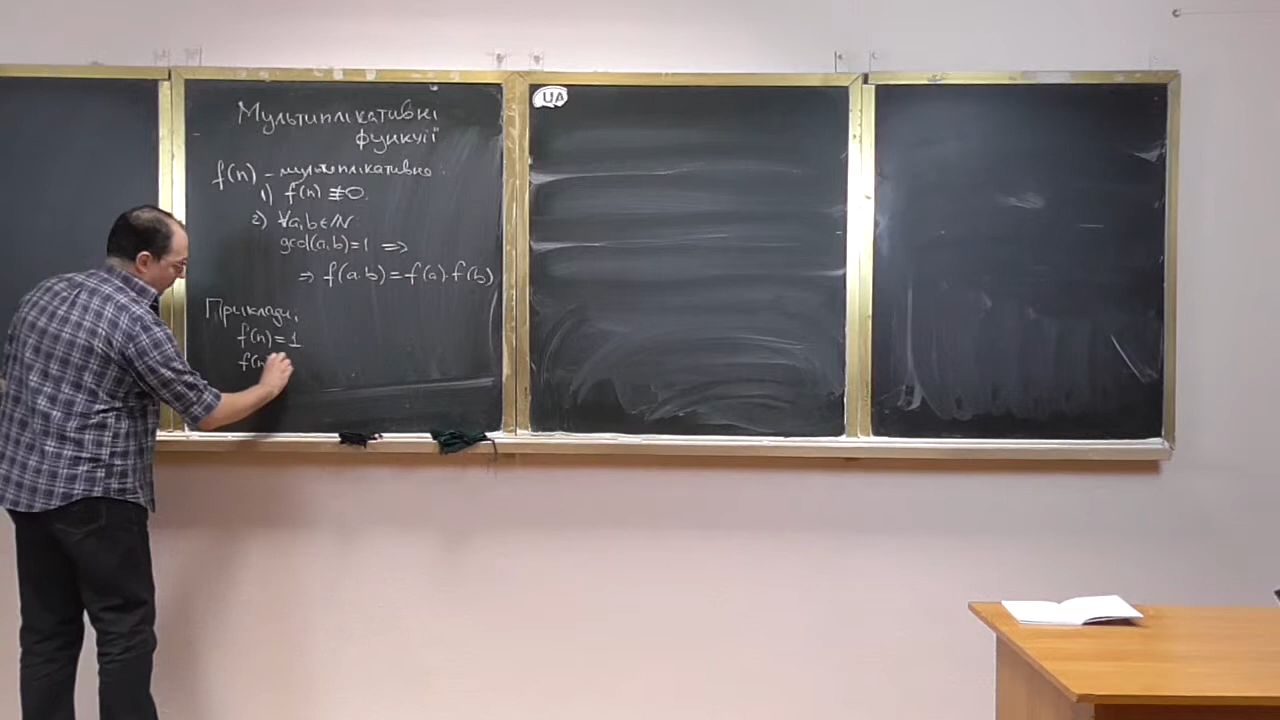 Мультиплікативні
функції
f(n) – мультиплікативна
1) f(n) ≢ 0.
2) ∀a,b ∈ ℕ
gcd(a,b)=1 ⇒
⇒ f(a·b)=f(a)·f(b)
Приклади:
f(n)=1
f(n
UA